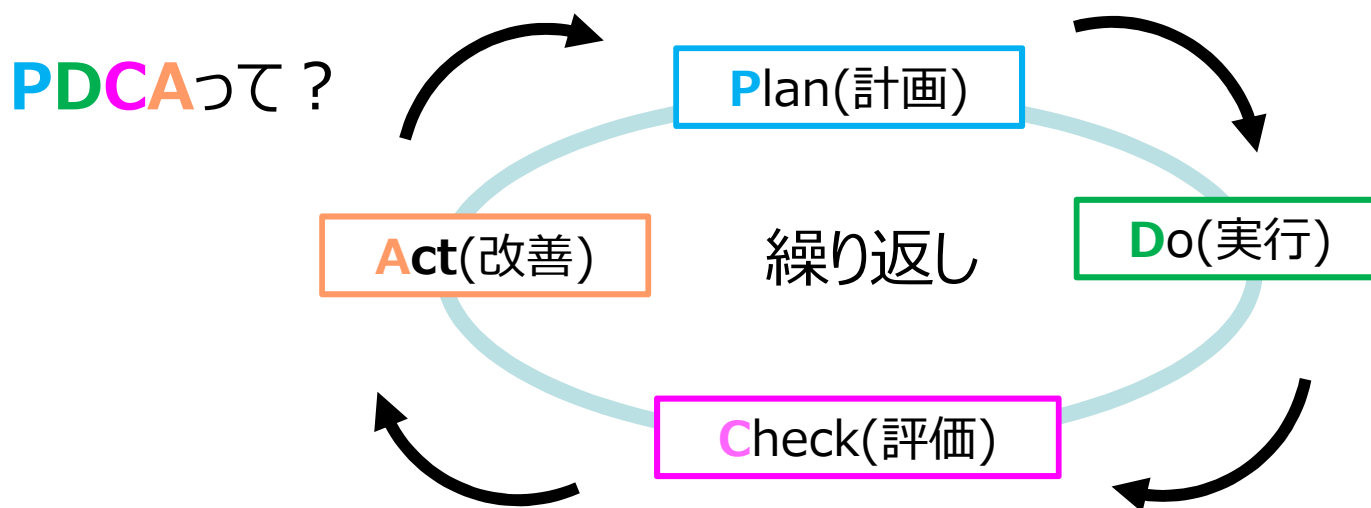 PDCAって？
Plan(計画)
Do(実行)
Check(評価)
Act(改善)
繰り返し